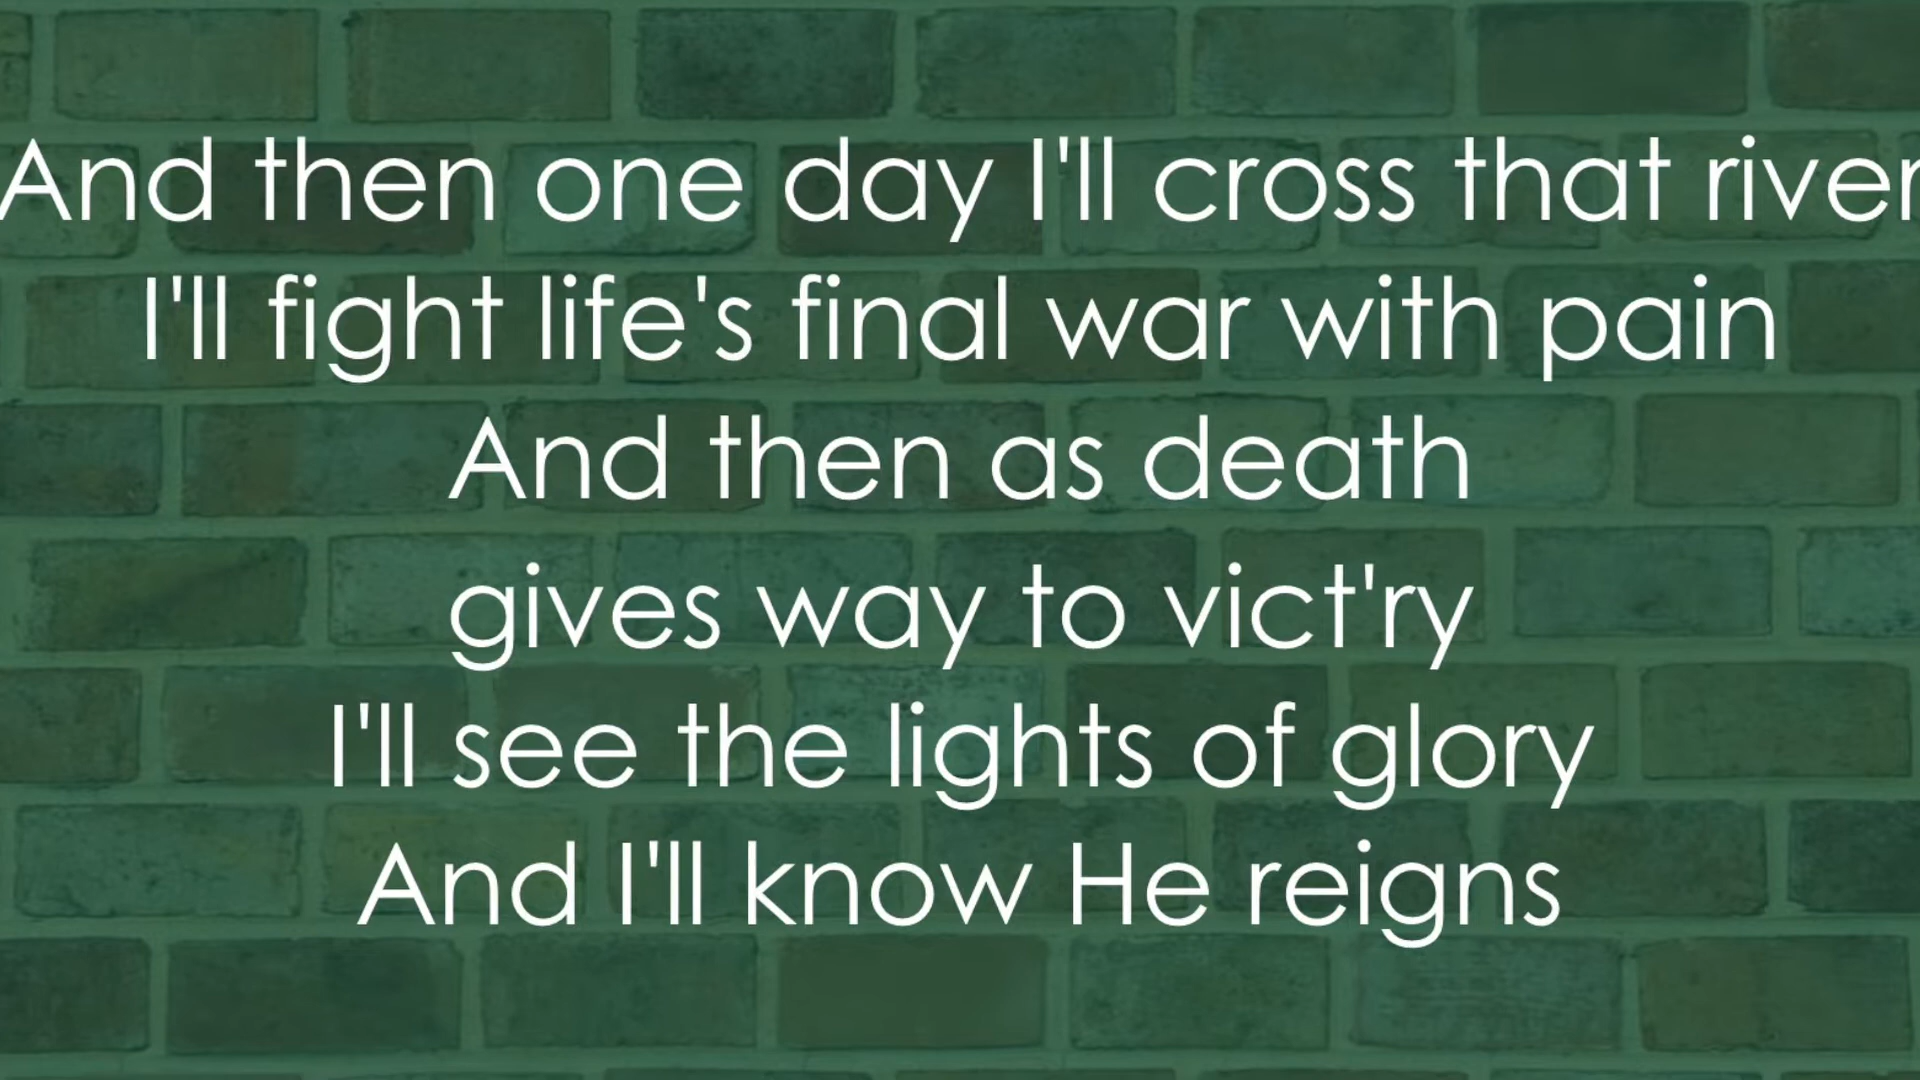 And then one day I'll cross that river
I'll fight life's final war with pain
And then as death
gives way to vict'ry
I'll see the lights of glory
And I'll know He reigns